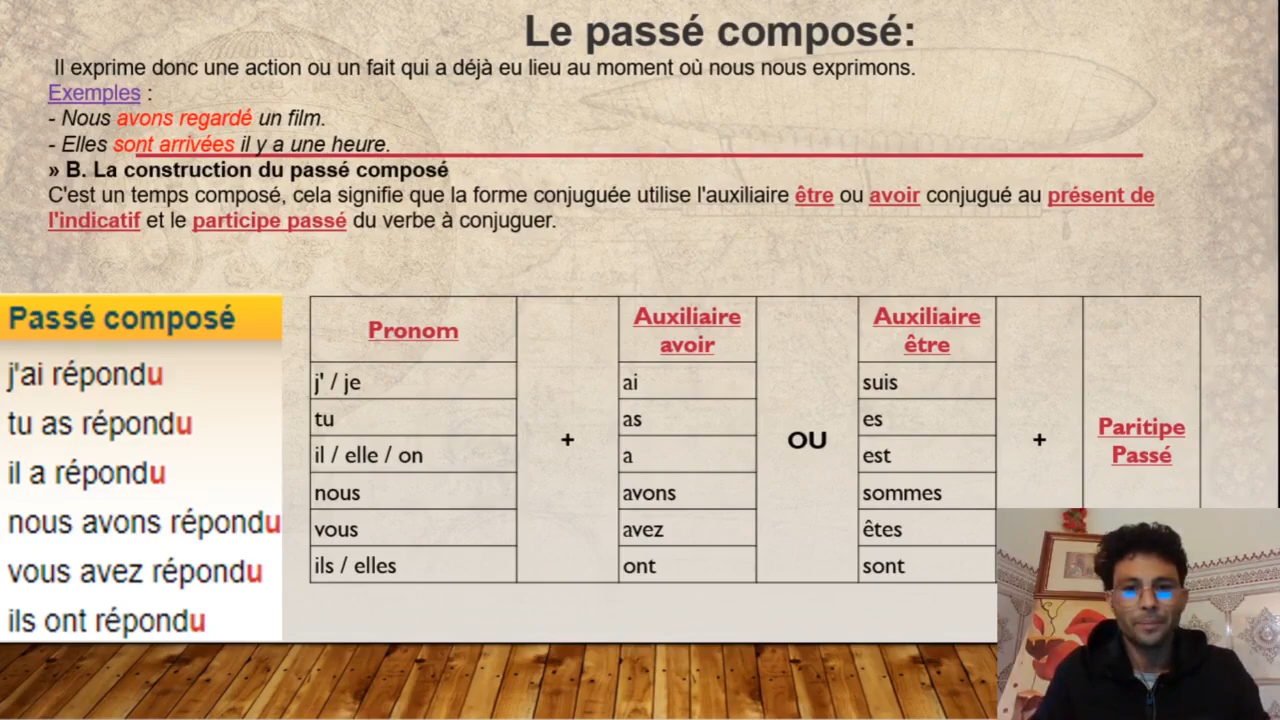 Le passé composé:
Il exprime donc une action ou un fait qui a déjà eu lieu au moment où nous nous exprimons.
Exemples :
- Nous avons regardé un film.
- Elles sont arrivées il y a une heure.
» B. La construction du passé composé
C'est un temps composé, cela signifie que la forme conjuguée utilise l'auxiliaire être ou avoir conjugué au présent de
l'indicatif et le participe passé du verbe à conjuguer.
Passé composé
j'ai répondu
tu as répondu
il a répondu
nous avons répondu
vous avez répondu
ils ont répondu
Pronom + Auxiliaire avoir OU Auxiliaire être + Paritipe Passé
j' / je ai suis
tu as es
il / elle / on a est
nous avons sommes
vous avez êtes
ils / elles ont sont